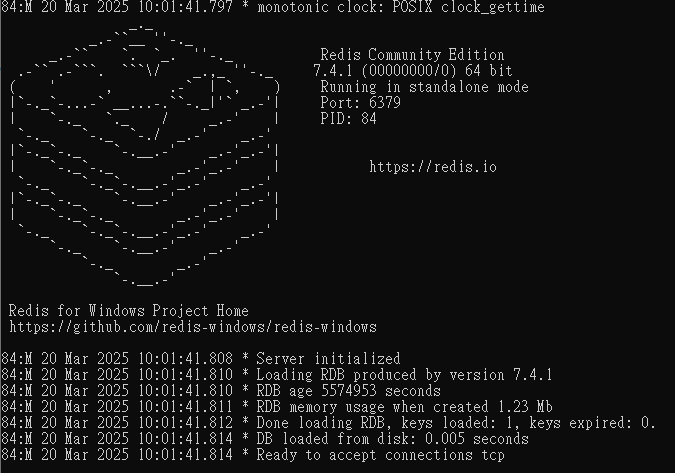 84:M 20 Mar 2025 10:01:41.797 * monotonic clock: POSIX clock_gettime
Redis Community Edition
7.4.1 (00000000/0) 64 bit
Running in standalone mode
Port: 6379
PID: 84
https://redis.io
Redis for Windows Project Home
https://github.com/redis-windows/redis-windows
84:M 20 Mar 2025 10:01:41.808 * Server initialized
84:M 20 Mar 2025 10:01:41.810 * Loading RDB produced by version 7.4.1
84:M 20 Mar 2025 10:01:41.810 * RDB age 5574953 seconds
84:M 20 Mar 2025 10:01:41.811 * RDB memory usage when created 1.23 Mb
84:M 20 Mar 2025 10:01:41.812 * Done loading RDB, keys loaded: 1, keys expired: 0.
84:M 20 Mar 2025 10:01:41.814 * DB loaded from disk: 0.005 seconds
84:M 20 Mar 2025 10:01:41.814 * Ready to accept connections tcp